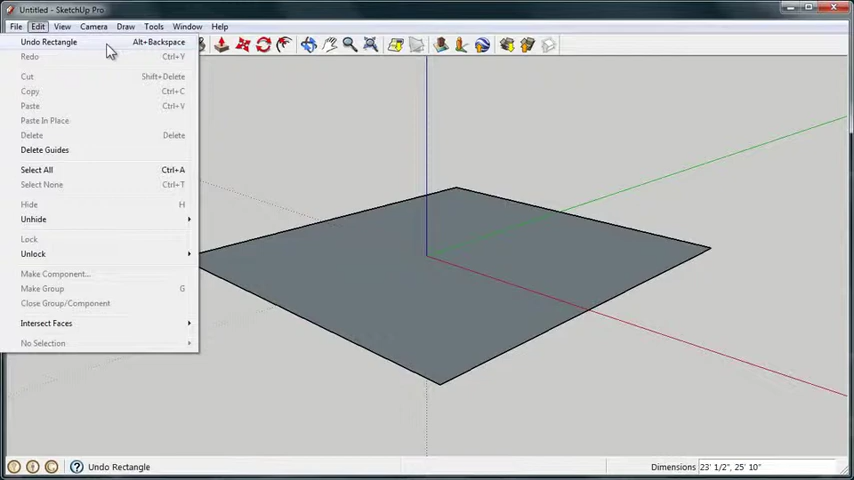 Untitled - SketchUp Pro
File Edit View Camera Draw Tools Window Help
Undo Rectangle Alt+Backspace
Redo Ctrl+Y
Cut Shift+Delete
Copy Ctrl+C
Paste Ctrl+V
Paste In Place
Delete Delete
Delete Guides
Select All Ctrl+A
Select None Ctrl+T
Hide H
Unhide
Lock
Unlock
Make Component...
Make Group G
Close Group/Component
Intersect Faces
No Selection
Undo Rectangle Dimensions 23' 1/2", 25' 10"